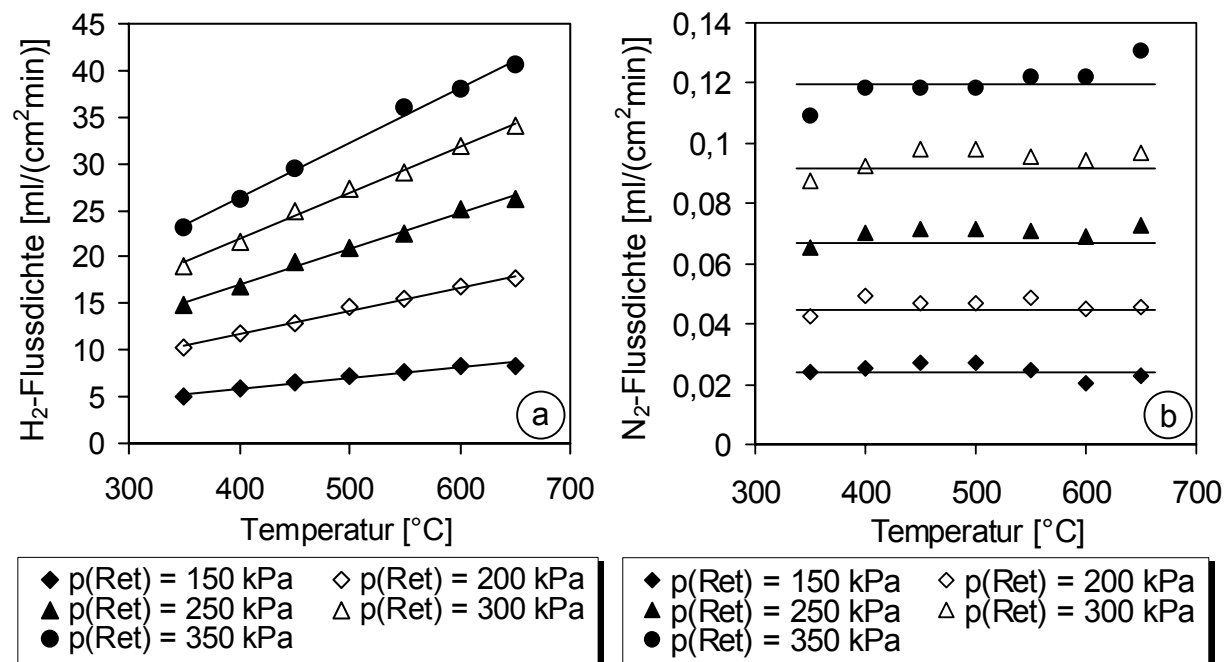 H₂-Flussdichte [ml/(cm²min)]
45
40
35
30
25
20
15
10
5
0
300 400 500 600 700
Temperatur [°C]
a
p(Ret) = 150 kPa p(Ret) = 200 kPa
p(Ret) = 250 kPa p(Ret) = 300 kPa
p(Ret) = 350 kPa
N₂-Flussdichte [ml/(cm²min)]
0,14
0,12
0,1
0,08
0,06
0,04
0,02
0
300 400 500 600 700
Temperatur [°C]
b
p(Ret) = 150 kPa p(Ret) = 200 kPa
p(Ret) = 250 kPa p(Ret) = 300 kPa
p(Ret) = 350 kPa